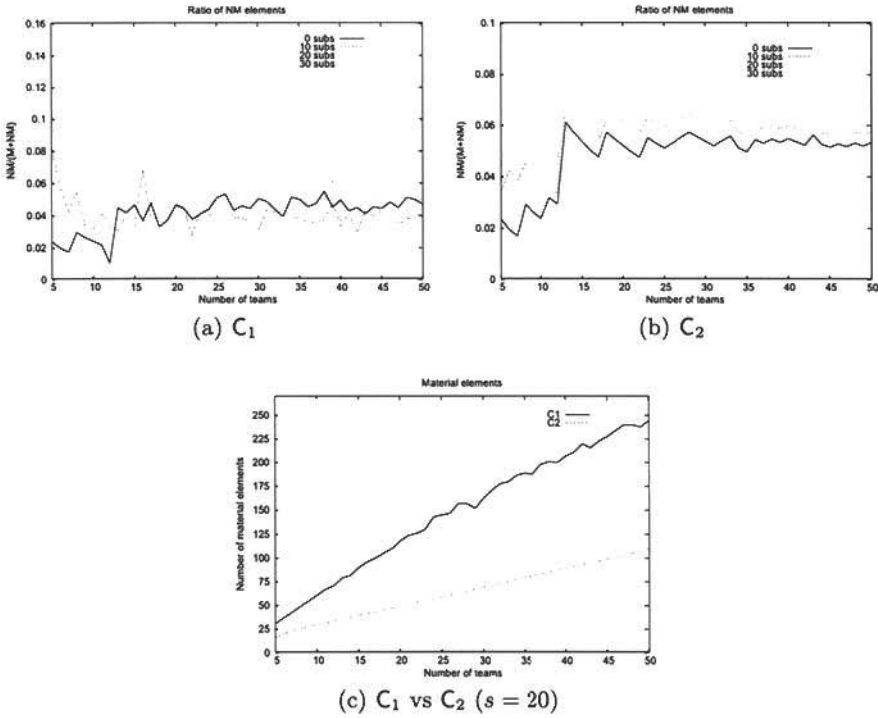 Ratio of NM elements
0.16
0.14
0.12
0.1
0.08
0.06
0.04
0.02
0
NM/(M+NM)
0 subs
10 subs
20 subs
30 subs
5 10 15 20 25 30 35 40 45 50
Number of teams
(a) C1
Ratio of NM elements
0.1
0.08
0.06
0.04
0.02
0
NM/(M+NM)
0 subs
10 subs
20 subs
30 subs
5 10 15 20 25 30 35 40 45 50
Number of teams
(b) C2
Material elements
250
225
200
175
150
125
100
75
50
25
0
Number of material elements
C1
C2
5 10 15 20 25 30 35 40 45 50
Number of teams
(c) C1 vs C2 (s = 20)